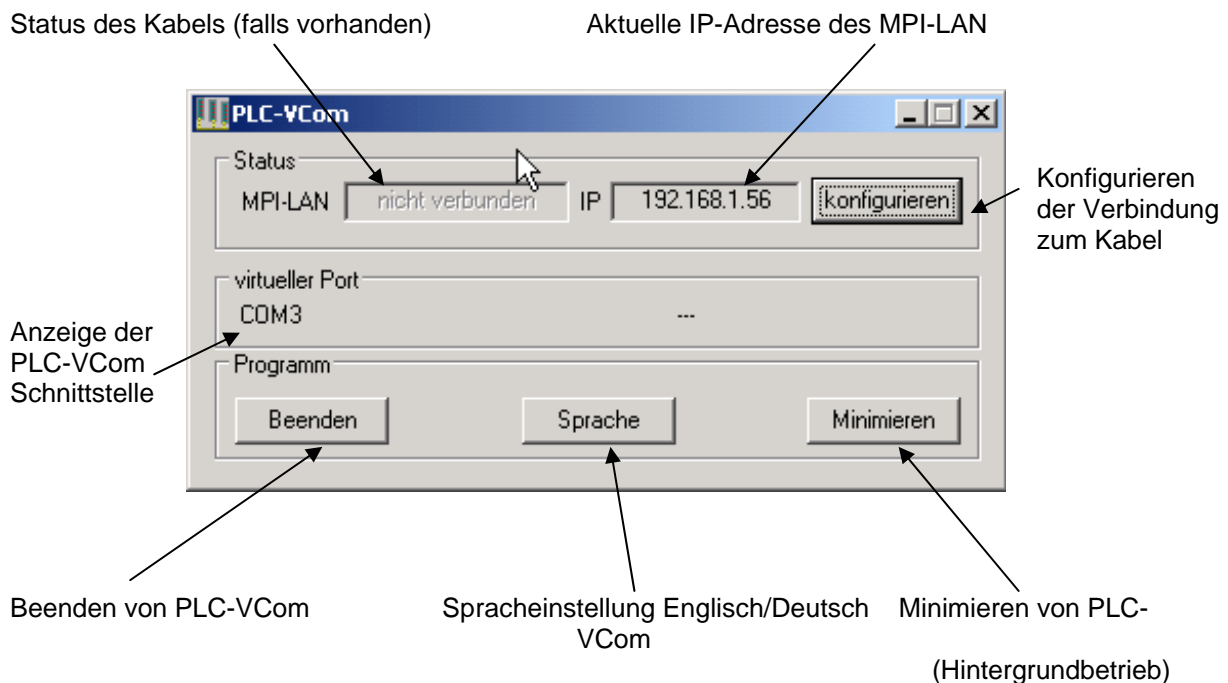 Status des Kabels (falls vorhanden)
Aktuelle IP-Adresse des MPI-LAN
PLC-VCom
Status
MPI-LAN
nicht verbunden
IP
192.168.1.56
konfigurieren
Konfigurieren
der Verbindung
zum Kabel
virtueller Port
COM3
---
Anzeige der
PLC-VCom
Schnittstelle
Programm
Beenden
Sprache
Minimieren
Beenden von PLC-VCom
Spracheinstellung Englisch/Deutsch
Minimieren von PLC-
VCom
(Hintergrundbetrieb)